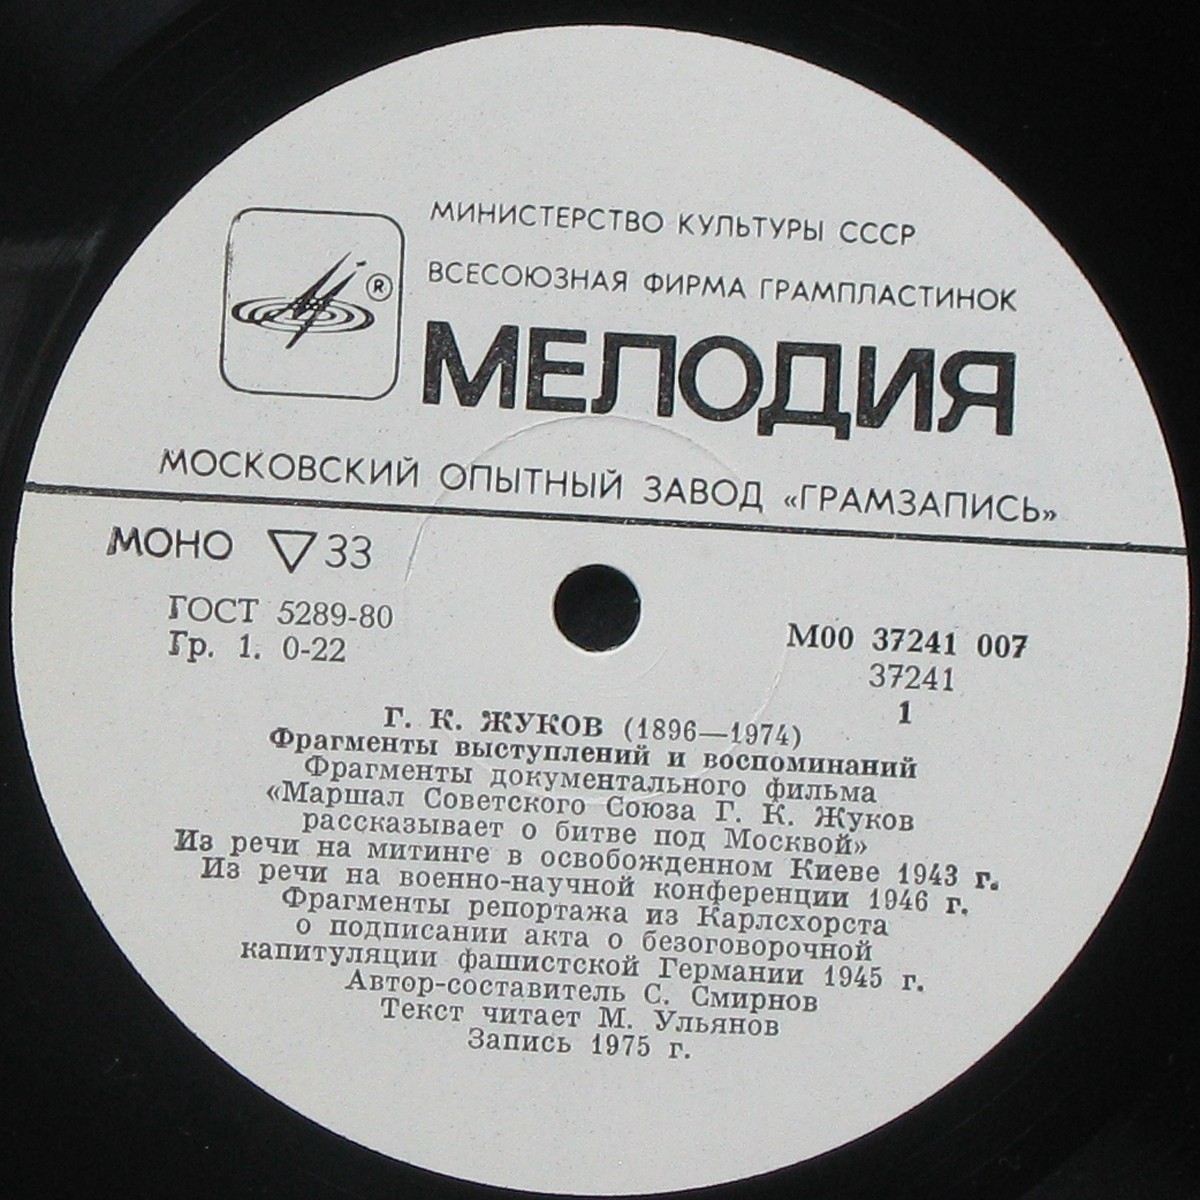 МИНИСТЕРСТВО КУЛЬТУРЫ СССР
ВСЕСОЮЗНАЯ ФИРМА ГРАМПЛАСТИНОК
®
МЕЛОДИЯ
МОСКОВСКИЙ ОПЫТНЫЙ ЗАВОД «ГРАМЗАПИСЬ»
МОНО ▽33
ГОСТ 5289-80
Гр. 1. 0-22
М00 37241 007
37241
1
Г. К. ЖУКОВ (1896—1974)
Фрагменты выступлений и воспоминаний
Фрагменты документального фильма
«Маршал Советского Союза Г. К. Жуков
рассказывает о битве под Москвой»
Из речи на митинге в освобожденном Киеве 1943 г.
Из речи на военно-научной конференции 1946 г.
Фрагменты репортажа из Карлсхорста
о подписании акта о безоговорочной
капитуляции фашистской Германии 1945 г.
Автор-составитель С. Смирнов
Текст читает М. Ульянов
Запись 1975 г.